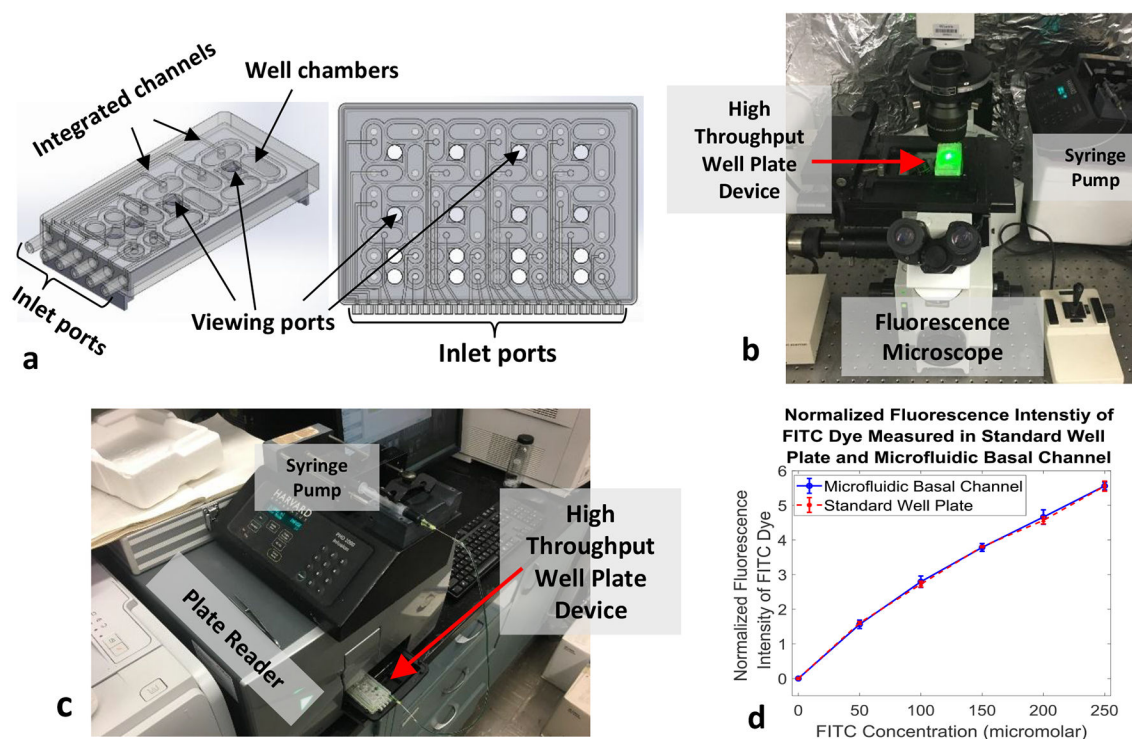 a
Integrated channels
Well chambers
Inlet ports
Viewing ports
Inlet ports
b
High
Throughput
Well Plate
Device
Syringe
Pump
Fluorescence
Microscope
c
Syringe
Pump
HARVARD
High
Throughput
Well Plate
Device
Plate Reader
d
Normalized Fluorescence Intenstiy of
FITC Dye Measured in Standard Well
Plate and Microfluidic Basal Channel
Microfluidic Basal Channel
Standard Well Plate
Normalized Fluorescence
Intensity of FITC Dye
6
5
4
3
2
1
0
0 50 100 150 200 250
FITC Concentration (micromolar)